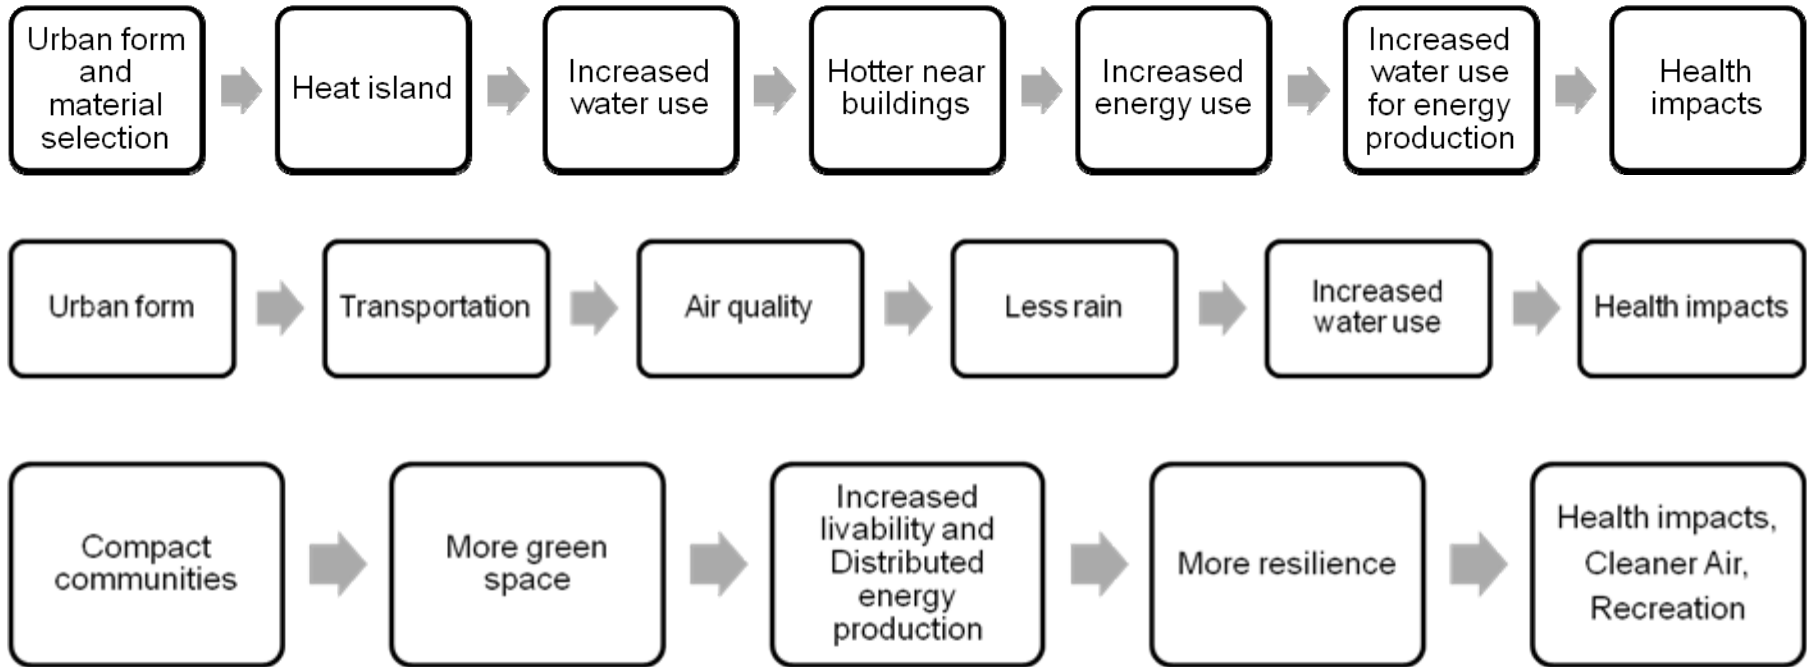 Urban form
and
material
selection
Heat island
Increased
water use
Hotter near
buildings
Increased
energy use
Increased
water use
for energy
production
Health
impacts
Urban form
Transportation
Air quality
Less rain
Increased
water use
Health impacts
Compact
communities
More green
space
Increased
livability and
Distributed
energy
production
More resilience
Health impacts,
Cleaner Air,
Recreation